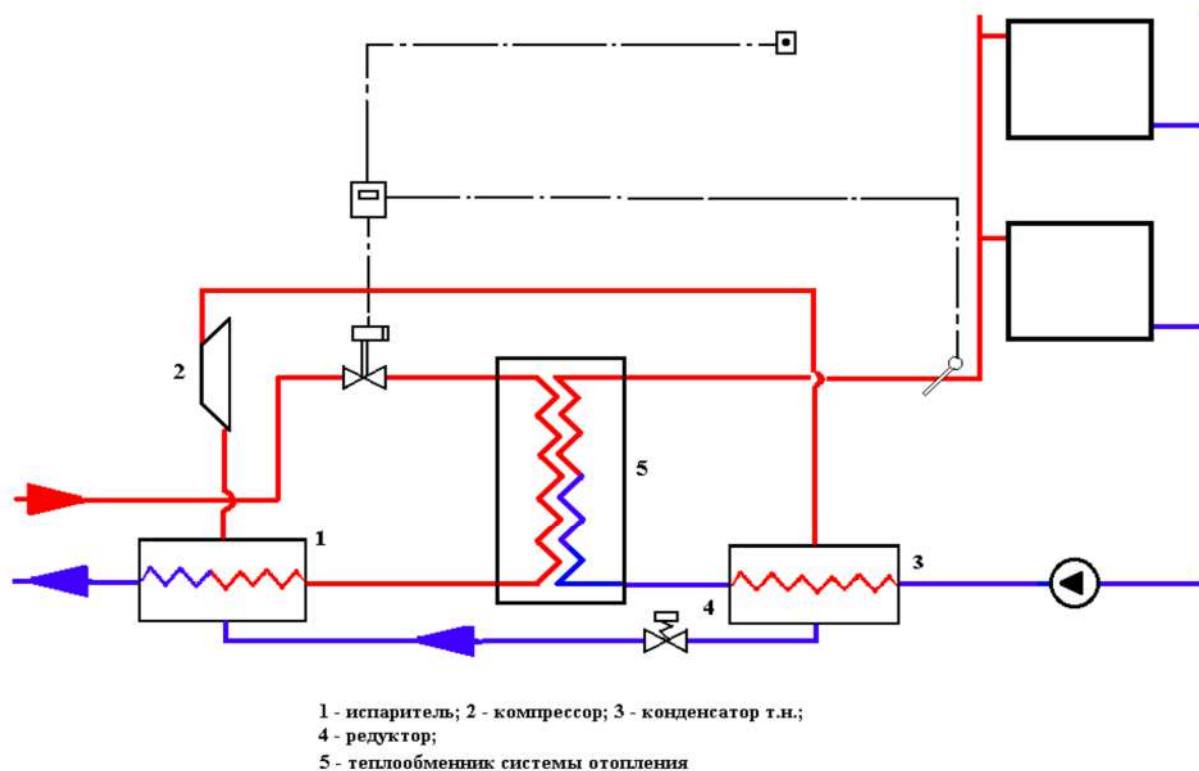 2
5
1
3
4
1 - испаритель; 2 - компрессор; 3 - конденсатор т.н.;
4 - редуктор;
5 - теплообменник системы отопления